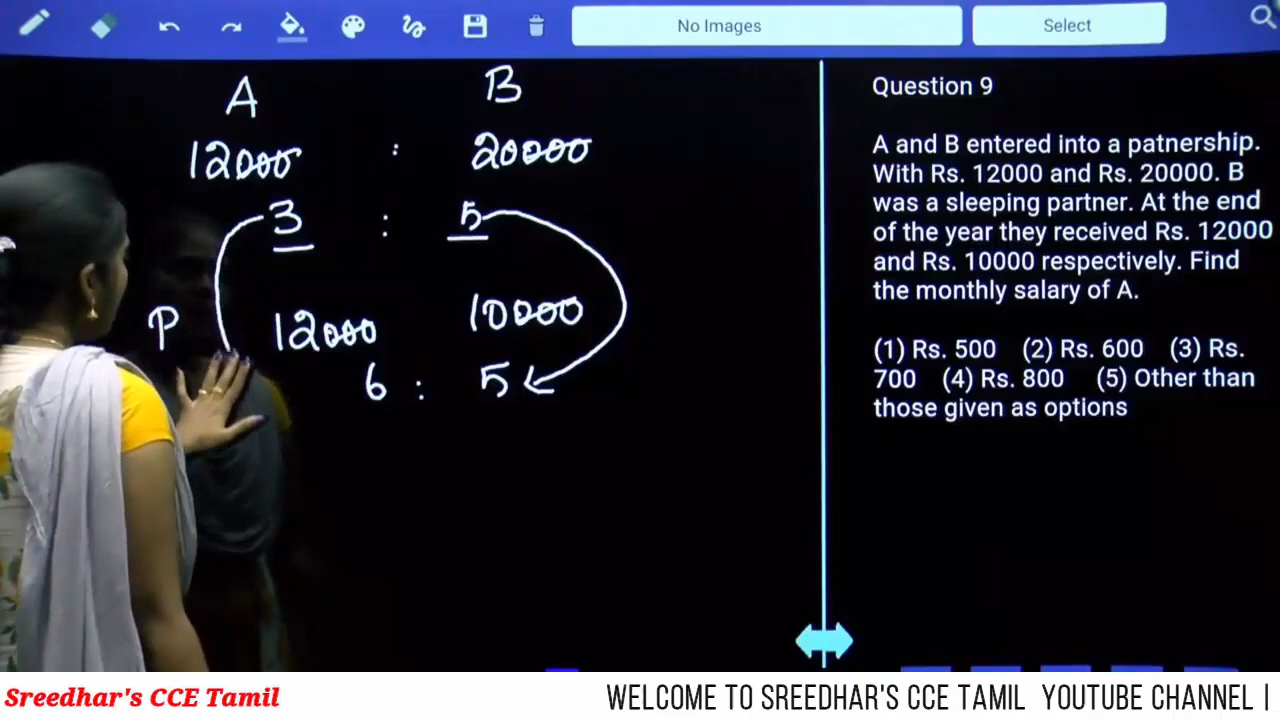 No Images
Select
A B
12000 : 20000
3 : 5
P 12000 10000
6 : 5
Question 9
A and B entered into a patnership.
With Rs. 12000 and Rs. 20000. B
was a sleeping partner. At the end
of the year they received Rs. 12000
and Rs. 10000 respectively. Find
the monthly salary of A.
(1) Rs. 500 (2) Rs. 600 (3) Rs.
700 (4) Rs. 800 (5) Other than
those given as options
Sreedhar's CCE Tamil
WELCOME TO SREEDHAR'S CCE TAMIL YOUTUBE CHANNEL |